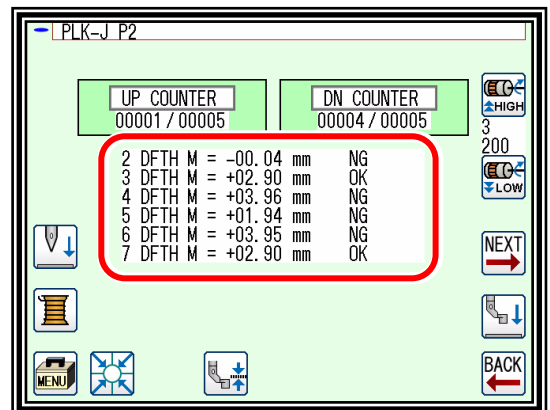 PLK-J P2
UP COUNTER
00001/00005
DN COUNTER
00004/00005
HIGH
3
200
LOW
2 DFTH M = -00.04 mm NG
3 DFTH M = +02.90 mm OK
4 DFTH M = +03.96 mm NG
5 DFTH M = +01.94 mm NG
6 DFTH M = +03.95 mm NG
7 DFTH M = +02.90 mm OK
NEXT
MENU
BACK